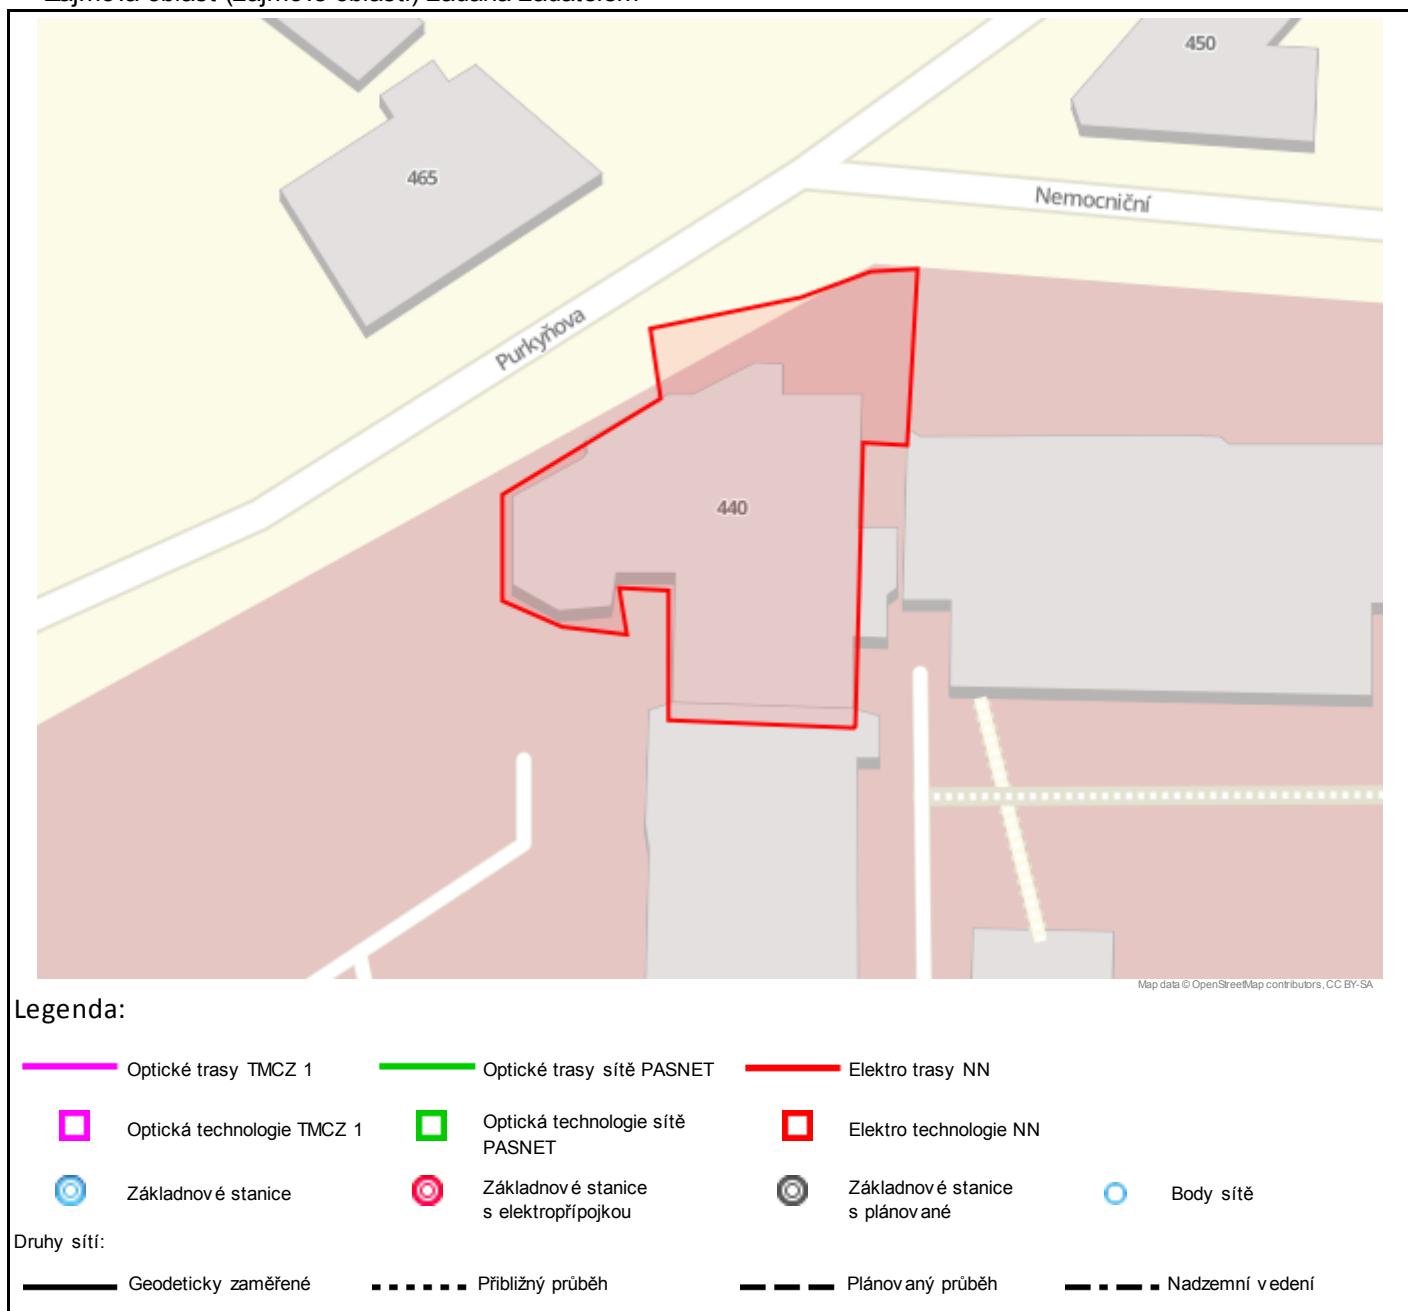 450
465
Nemocniční
Purkyňova
440
Map data © OpenStreetMap contributors, CC BY-SA
Legenda:
Optické trasy TMCZ 1
Optické trasy sítě PASNET
Elektro trasy NN
Optická technologie TMCZ 1
Optická technologie sítě
PASNET
Elektro technologie NN
Základnové stanice
Základnové stanice
s elektropřípojkou
Základnové stanice
s plánované
Body sítě
Druhy sítí:
Geodeticky zaměřené
Přibližný průběh
Plánovaný průběh
Nadzemní vedení